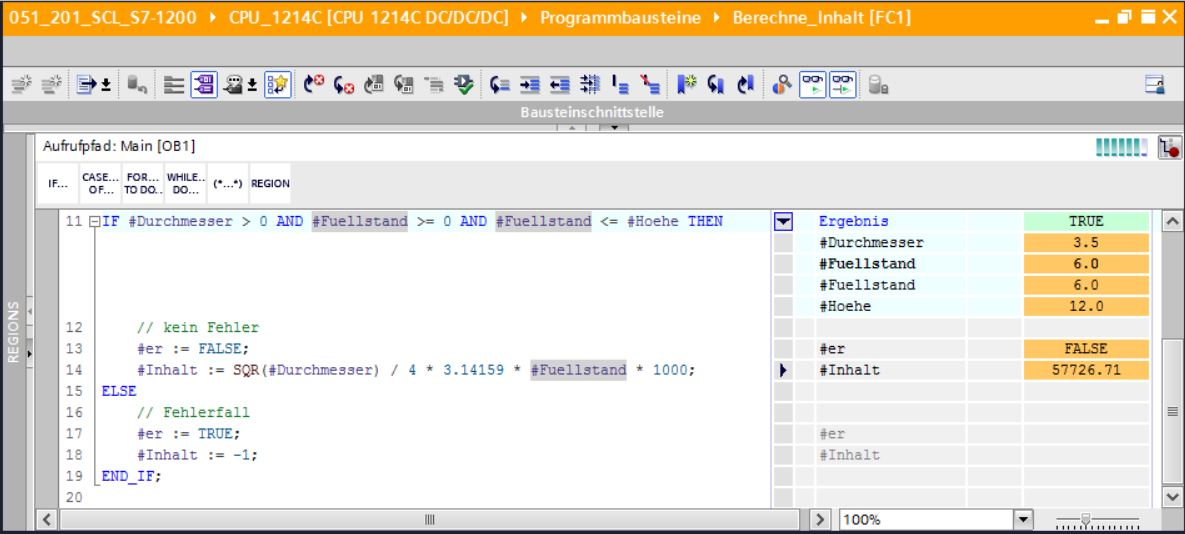 051_201_SCL_S7-1200 ▸ CPU_1214C [CPU 1214C DC/DC/DC] ▸ Programmbausteine ▸ Berechne_Inhalt [FC1]
Bausteinschnittstelle
Aufrufpfad: Main [OB1]
IF... CASE... OF... FOR... TO DO.. WHILE.. DO... (*...*) REGION
REGIONS
11 IF #Durchmesser > 0 AND #Fuellstand >= 0 AND #Fuellstand <= #Hoehe THEN Ergebnis TRUE
#Durchmesser 3.5
#Fuellstand 6.0
#Fuellstand 6.0
#Hoehe 12.0
12 // kein Fehler
13 #er := FALSE; #er FALSE
14 #Inhalt := SQR(#Durchmesser) / 4 * 3.14159 * #Fuellstand * 1000; #Inhalt 57726.71
15 ELSE
16 // Fehlerfall
17 #er := TRUE; #er
18 #Inhalt := -1; #Inhalt
19 END_IF;
20
100%